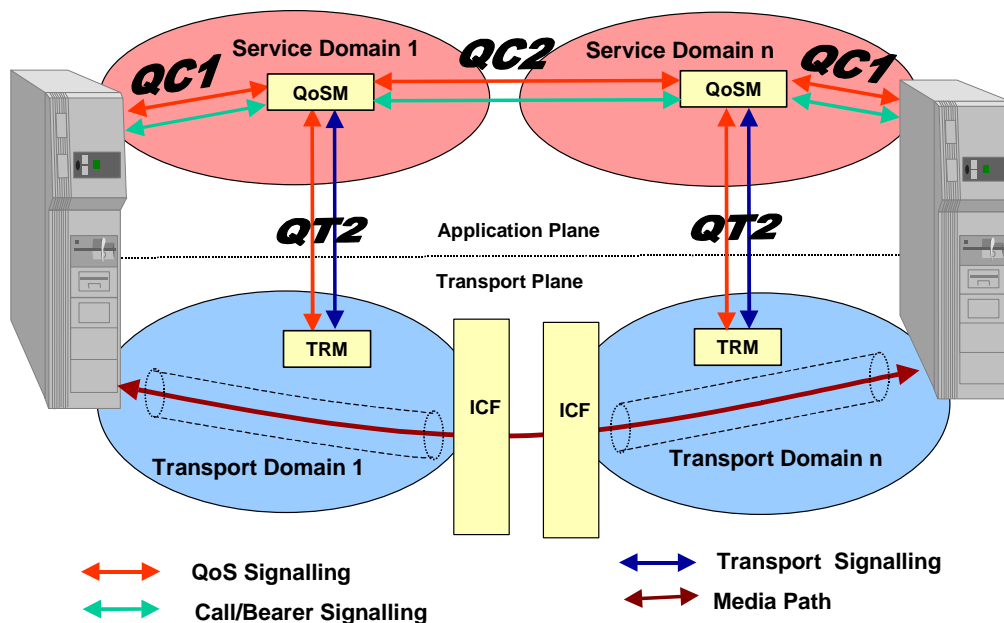 Service Domain 1
QC2
Service Domain n
QC1
QC1
QoSM
QoSM
QT2
QT2
Application Plane
Transport Plane
TRM
TRM
ICF
ICF
Transport Domain 1
Transport Domain n
QoS Signalling
Transport Signalling
Call/Bearer Signalling
Media Path